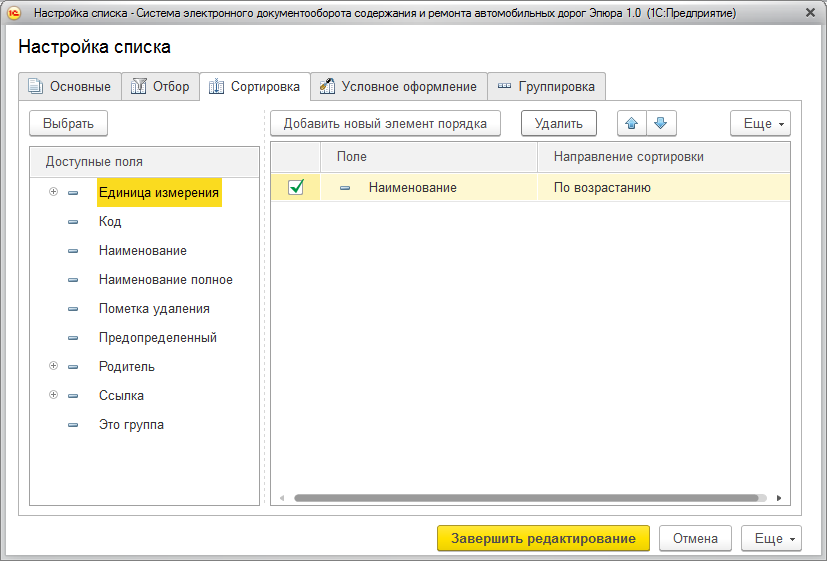 Настройка списка - Система электронного документооборота содержания и ремонта автомобильных дорог Эпюра 1.0 (1С:Предприятие)
Настройка списка
Основные Отбор Сортировка Условное оформление Группировка
Выбрать Добавить новый элемент порядка Удалить Еще
Доступные поля Поле Направление сортировки
Единица измерения Наименование По возрастанию
Код
Наименование
Наименование полное
Пометка удаления
Предопределенный
Родитель
Ссылка
Это группа
Завершить редактирование Отмена Еще